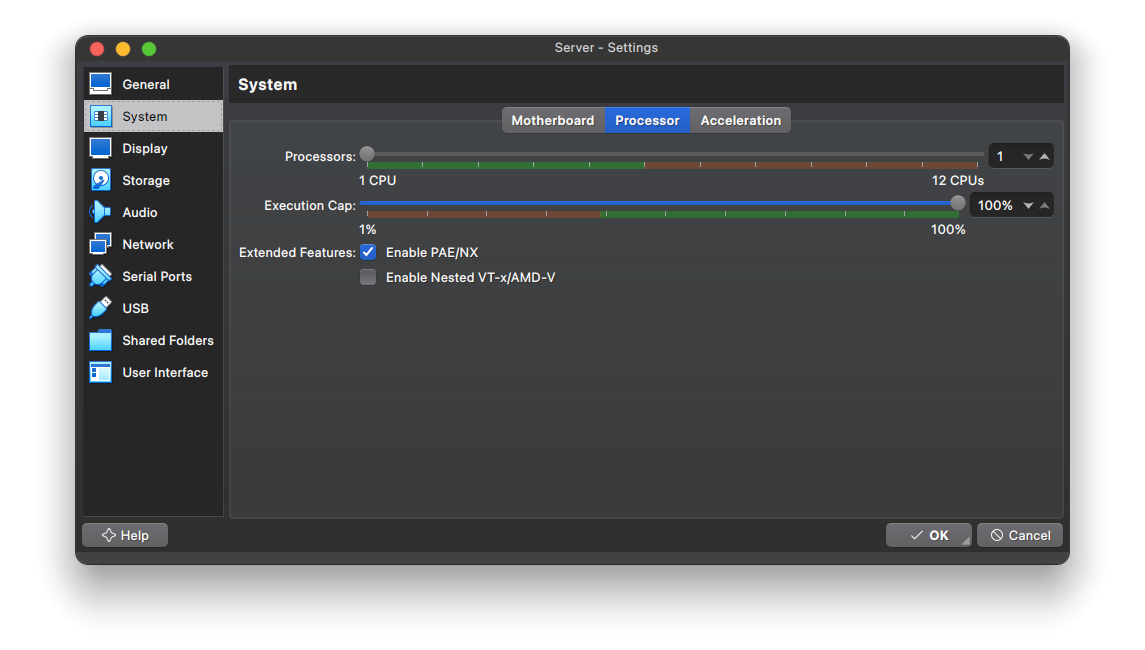 Server - Settings
General
System
Display
Storage
Audio
Network
Serial Ports
USB
Shared Folders
User Interface
System
Motherboard Processor Acceleration
Processors: 1
1 CPU 12 CPUs
Execution Cap: 100%
1% 100%
Extended Features: Enable PAE/NX
Enable Nested VT-x/AMD-V
Help OK Cancel